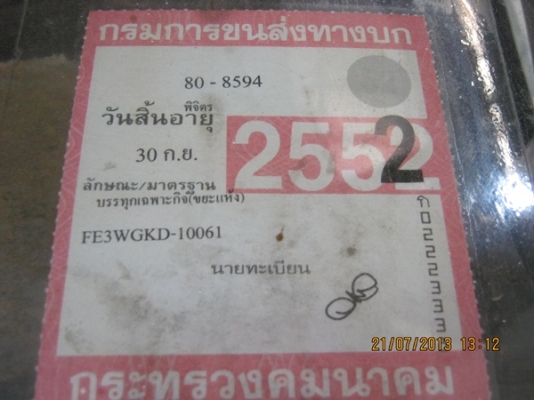 กรมการขนส่งทางบก
80 - 8594
พิจิตร
วันสิ้นอายุ
30 ก.ย.
2552
2
ลักษณะ/มาตรฐาน
บรรทุกเฉพาะกิจ(ขยะแห้ง)
FE3WGKD-10061
นายทะเบียน
ก0222333
21/07/2013 13:12
กระทรวงคมนาคม